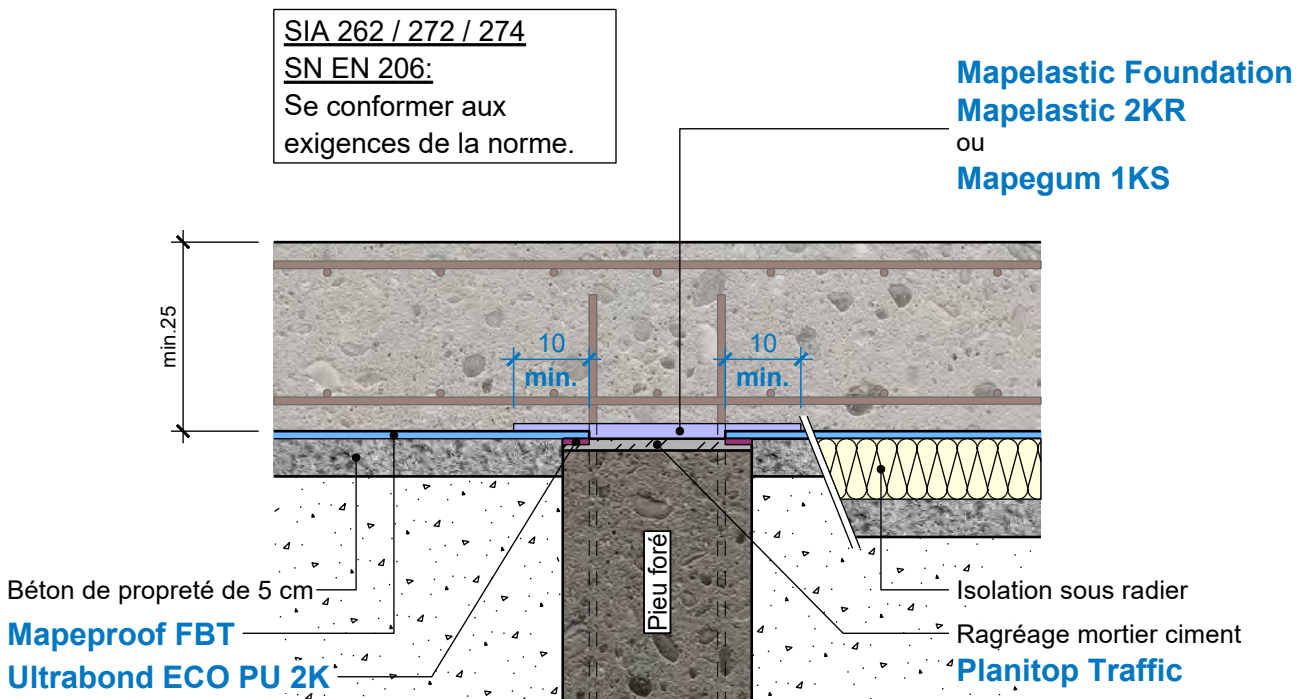 SIA 262 / 272 / 274
SN EN 206:
Se conformer aux
exigences de la norme.
Mapelastic Foundation
Mapelastic 2KR
ou
Mapegum 1KS
min.25
10
min.
10
min.
Pieu foré
Béton de propreté de 5 cm
Mapeproof FBT
Ultrabond ECO PU 2K
Isolation sous radier
Ragréage mortier ciment
Planitop Traffic